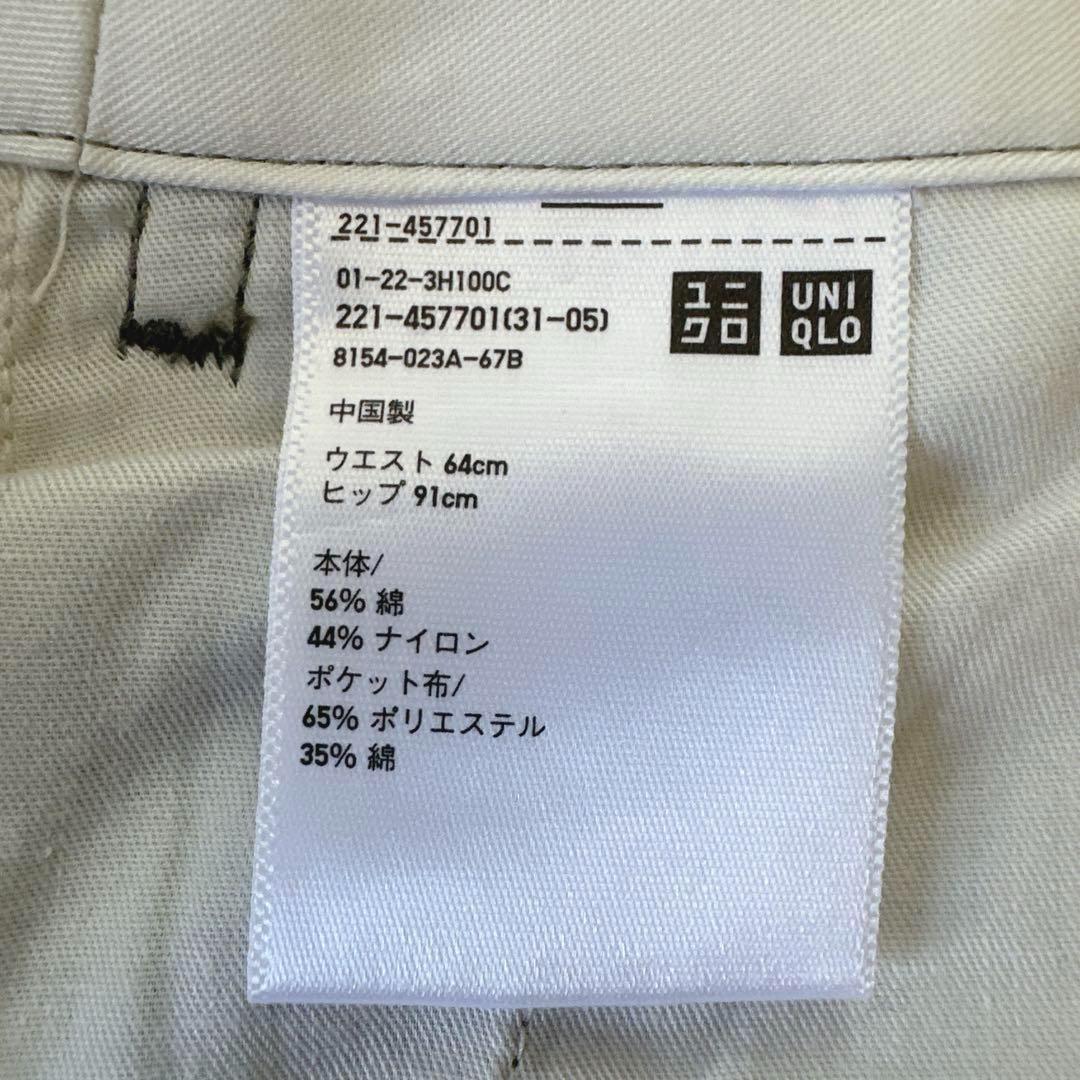 221-457701
01-22-3H100C
221-457701(31-05)
8154-023A-67B
ユニ
クロ
UNI
QLO
中国製
ウエスト 64cm
ヒップ 91cm
本体/
56% 綿
44% ナイロン
ポケット布/
65% ポリエステル
35% 綿